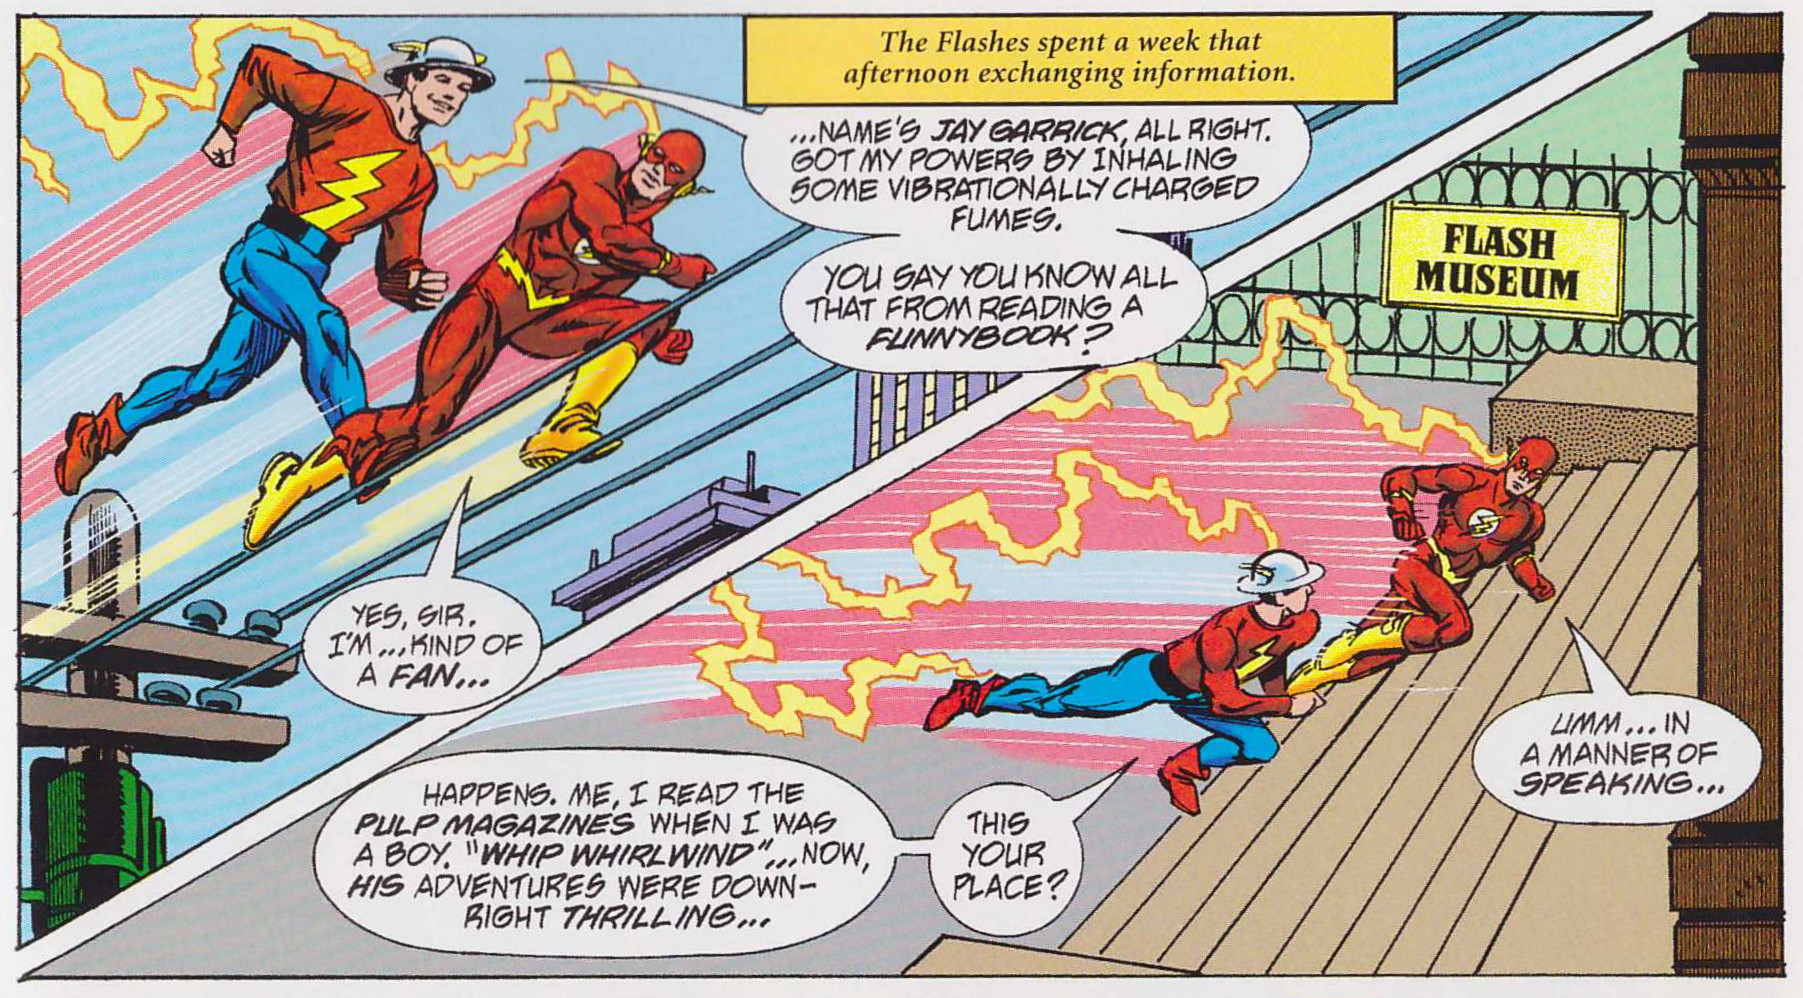 The Flashes spent a week that
afternoon exchanging information.
...NAME'S JAY GARRICK, ALL RIGHT.
GOT MY POWERS BY INHALING
SOME VIBRATIONALLY CHARGED
FUMES.
YOU SAY YOU KNOW ALL
THAT FROM READING A
FUNNYBOOK?
YES, SIR.
I'M...KIND OF
A FAN...
HAPPENS. ME, I READ THE
PULP MAGAZINES WHEN I WAS
A BOY. "WHIP WHIRLWIND"...NOW,
HIS ADVENTURES WERE DOWN-
RIGHT THRILLING...
THIS
YOUR
PLACE?
FLASH
MUSEUM
UMM...IN
A MANNER OF
SPEAKING...